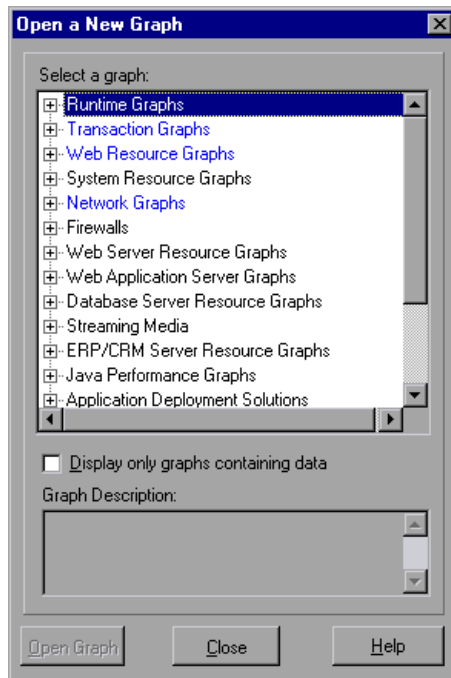 Open a New Graph
Select a graph:
Runtime Graphs
Transaction Graphs
Web Resource Graphs
System Resource Graphs
Network Graphs
Firewalls
Web Server Resource Graphs
Web Application Server Graphs
Database Server Resource Graphs
Streaming Media
ERP/CRM Server Resource Graphs
Java Performance Graphs
Application Deployment Solutions
Display only graphs containing data
Graph Description:
Open Graph Close Help